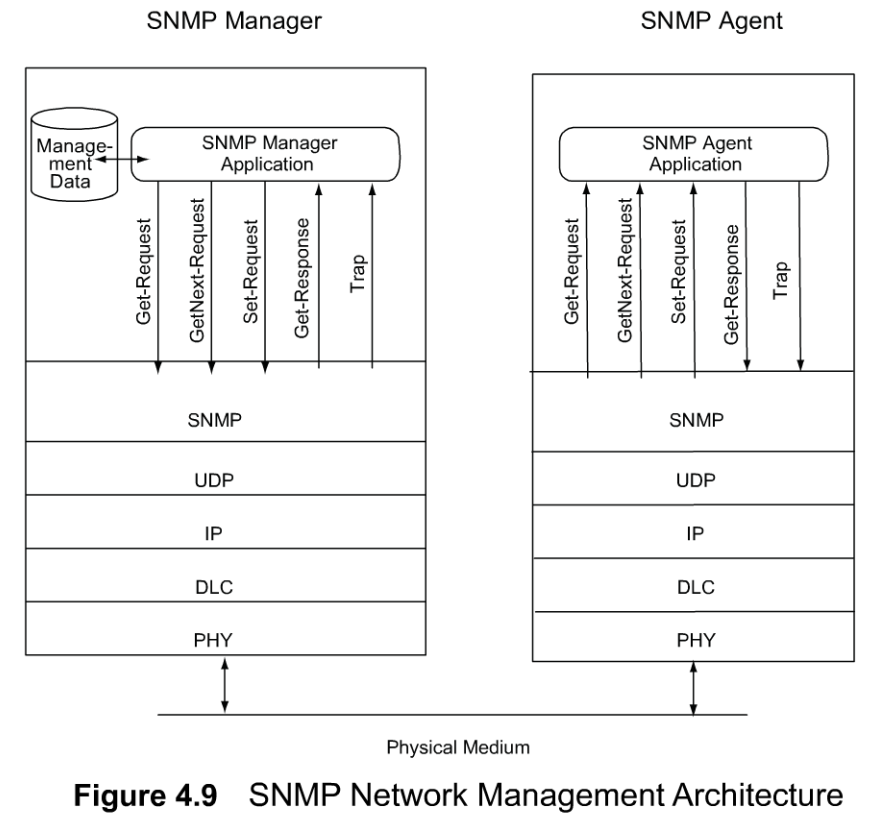 SNMP Manager
SNMP Agent
Manage-
ment
Data
SNMP Manager
Application
Get-Request
GetNext-Request
Set-Request
Get-Response
Trap
SNMP
UDP
IP
DLC
PHY
SNMP Agent
Application
Get-Request
GetNext-Request
Set-Request
Get-Response
Trap
SNMP
UDP
IP
DLC
PHY
Physical Medium
Figure 4.9 SNMP Network Management Architecture